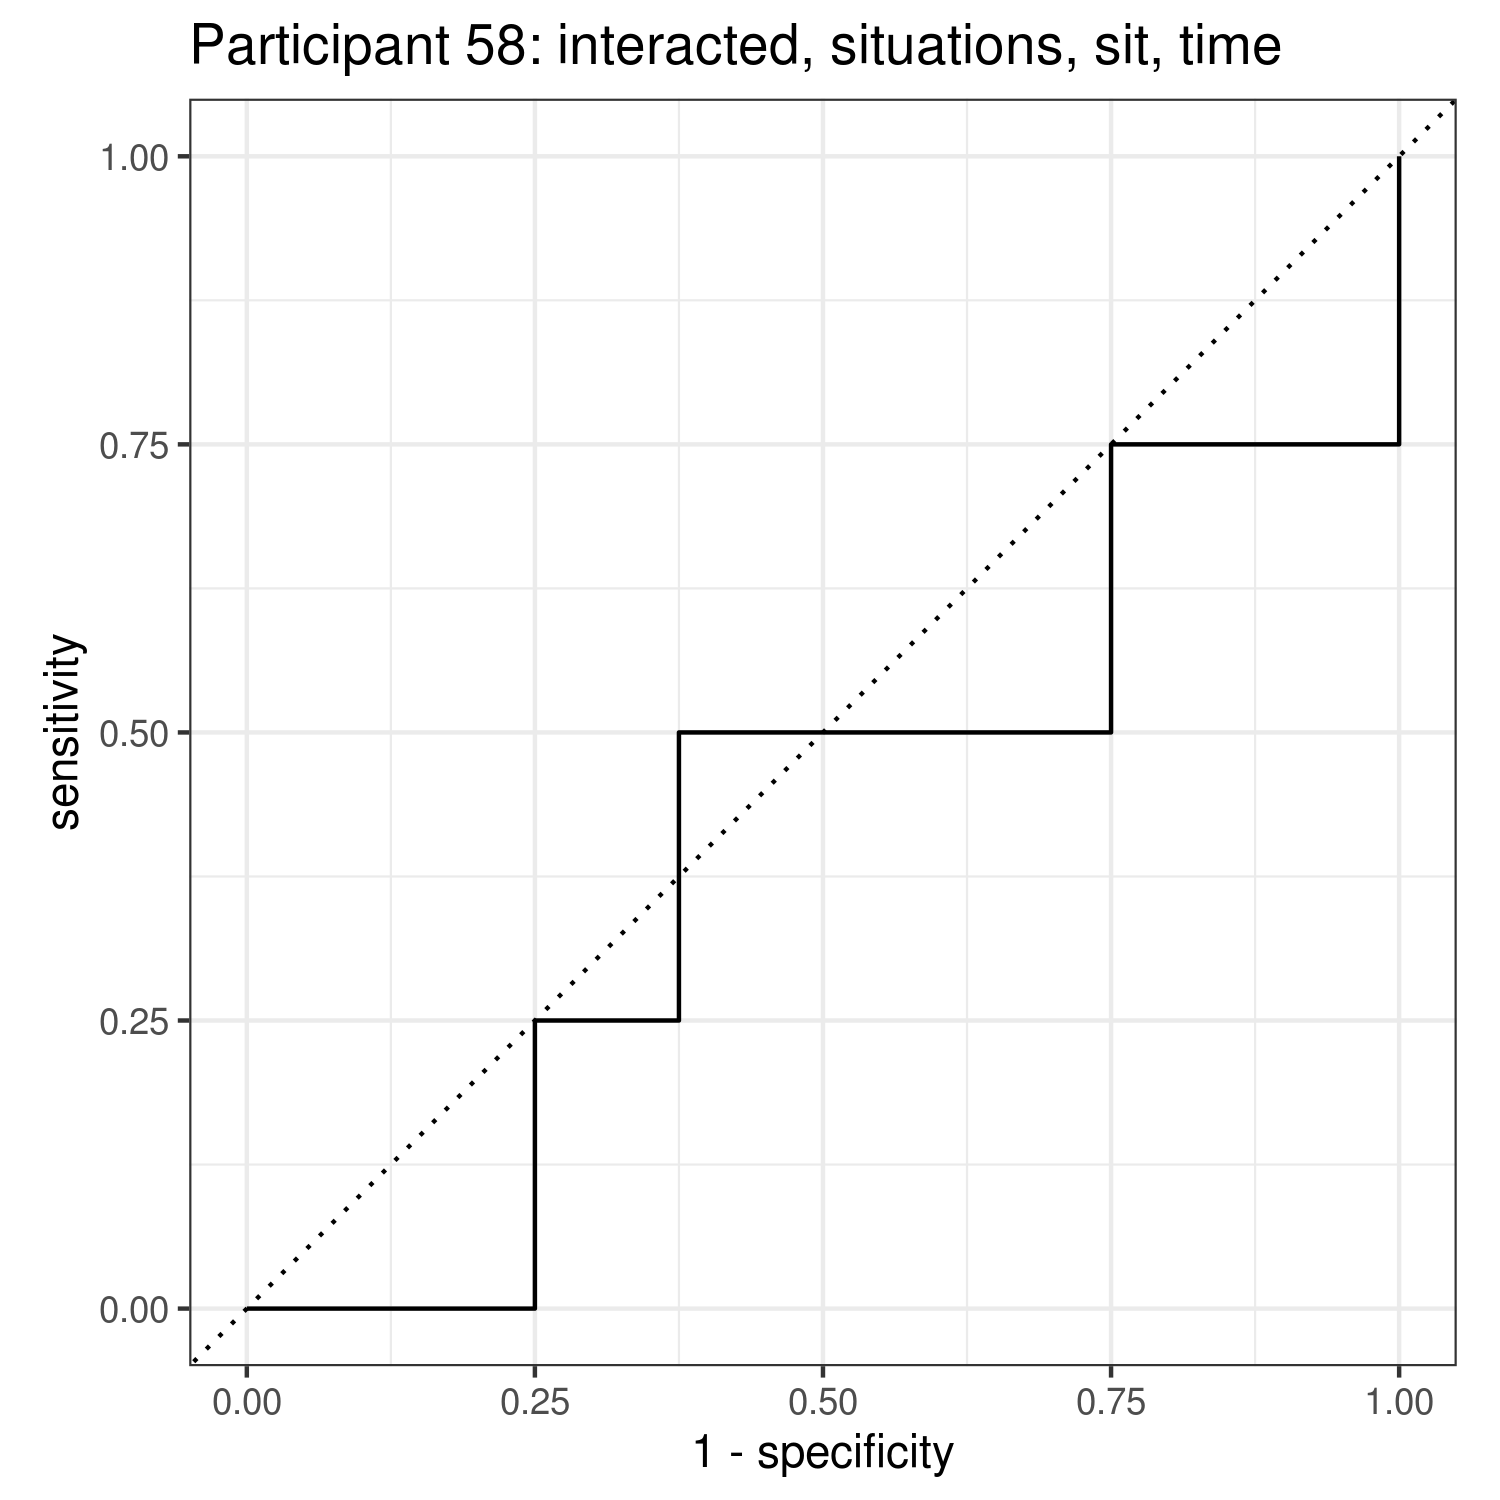 Participant 58: interacted, situations, sit, time
1.00
0.75
0.50
0.25
0.00
sensitivity
0.00 0.25 0.50 0.75 1.00
1 - specificity